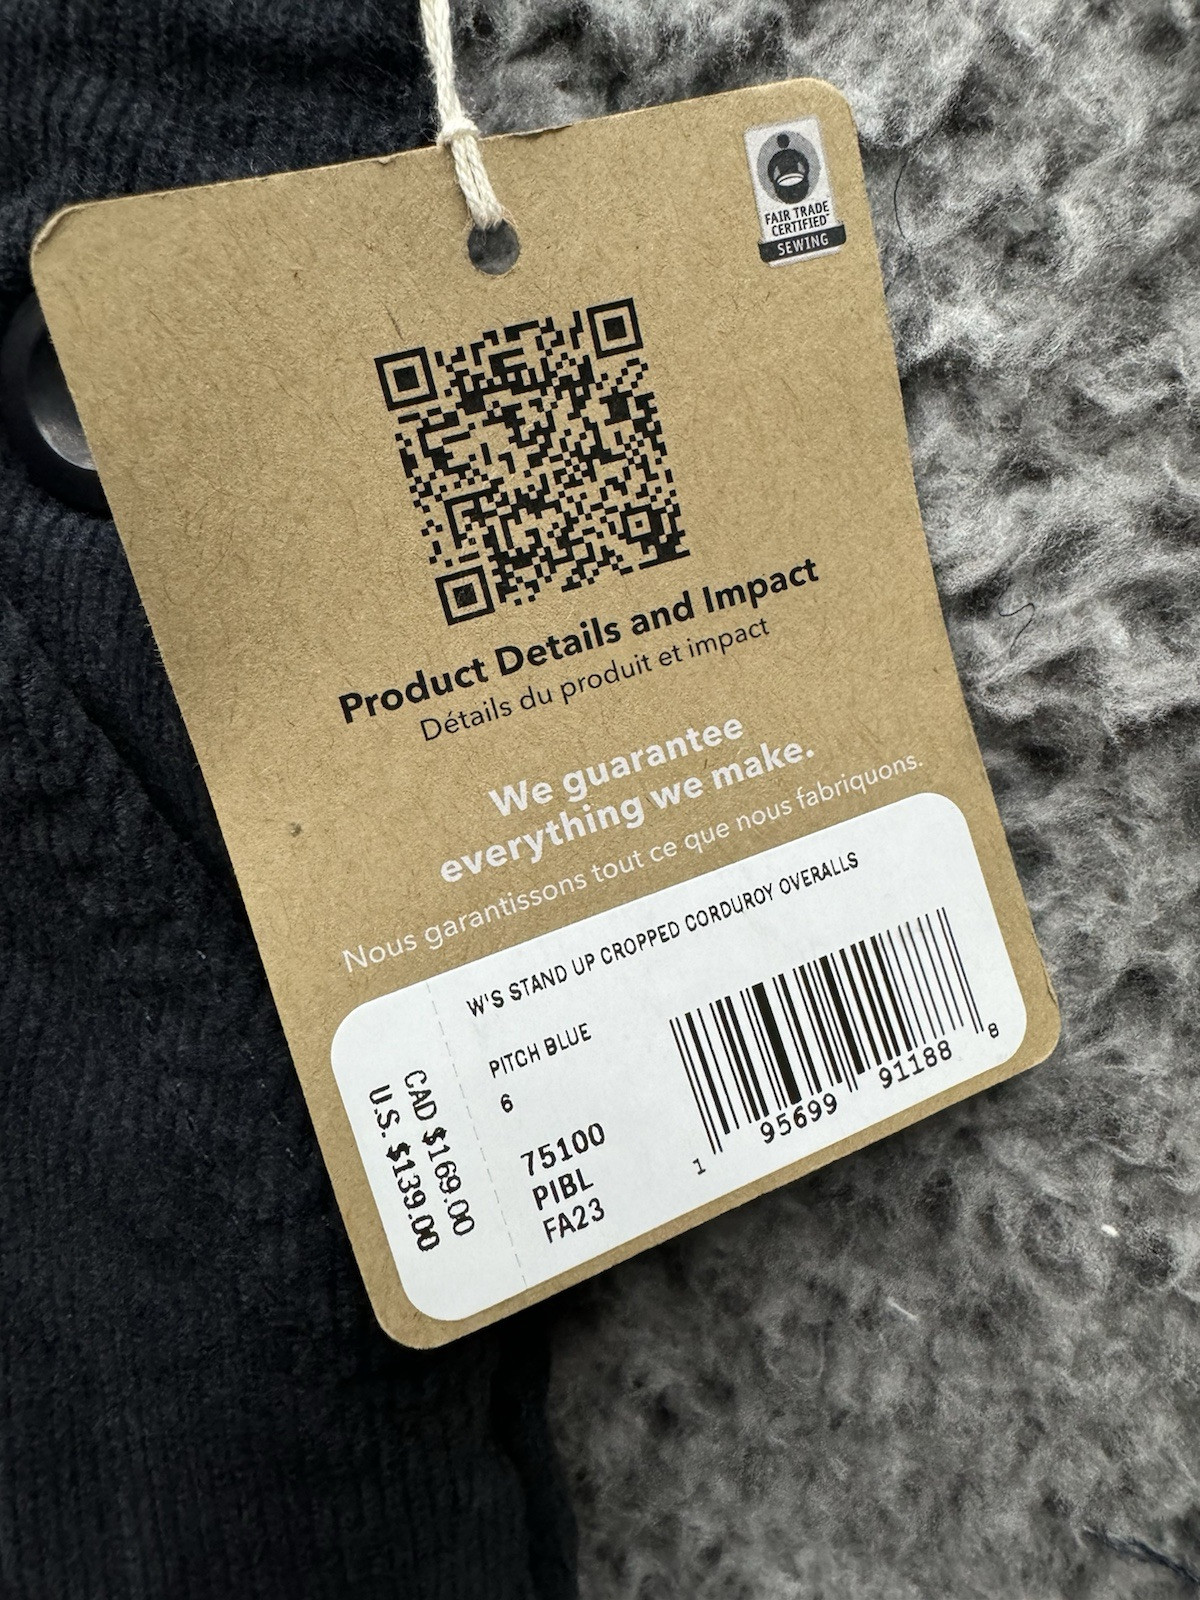 FAIR TRADE
CERTIFIED
SEWING
Product Details and Impact
Détails du produit et impact
We guarantee
everything we make.
Nous garantissons tout ce que nous fabriquons.
W'S STAND UP CROPPED CORDUROY OVERALLS
PITCH BLUE
6
75100
PIBL
FA23
1 95699 91188 8
CAD $169.00
U.S. $139.00